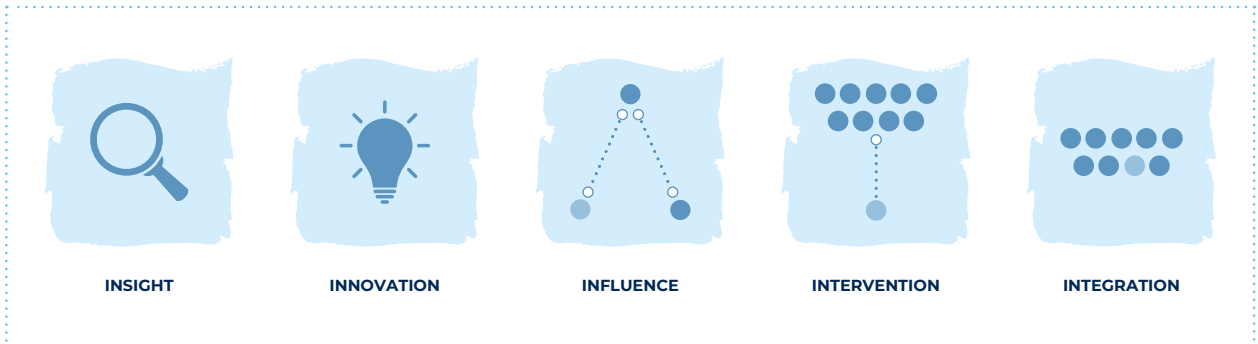 INSIGHT
INNOVATION
INFLUENCE
INTERVENTION
INTEGRATION